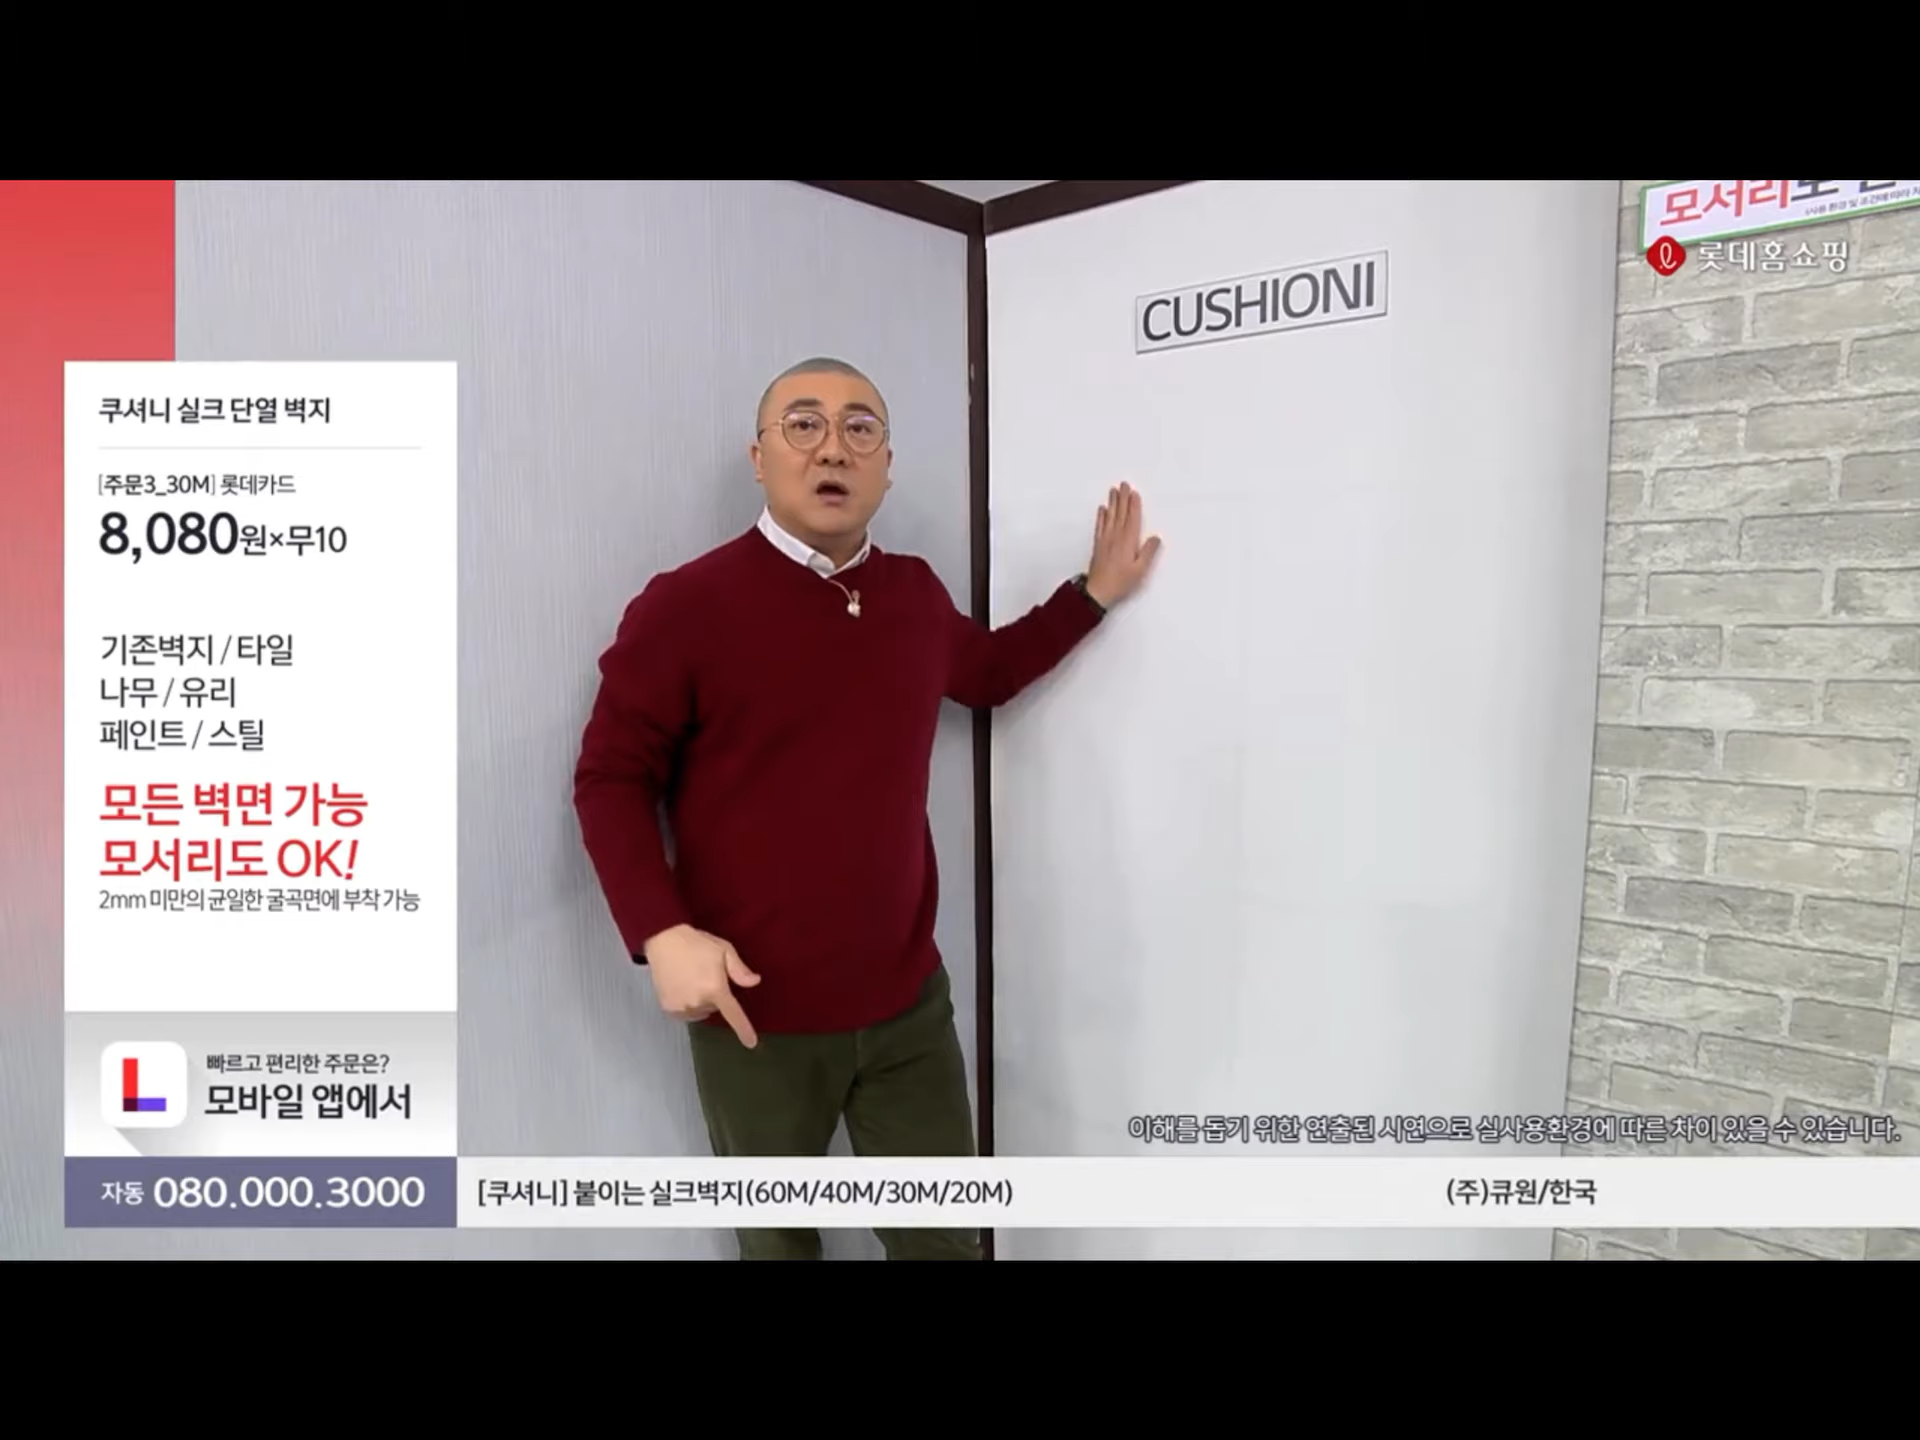 모서리도
롯데홈쇼핑
CUSHIONI
쿠셔니 실크 단열 벽지
[주문3_30M] 롯데카드
8,080원×무10
기존벽지 / 타일
나무 / 유리
페인트 / 스틸
모든 벽면 가능
모서리도 OK!
2mm 미만의 균일한 굴곡면에 부착 가능
빠르고 편리한 주문은?
모바일 앱에서
이해를 돕기 위한 연출된 시연으로 실사용환경에 따른 차이 있을 수 있습니다.
자동 080.000.3000
[쿠셔니] 붙이는 실크벽지(60M/40M/30M/20M)
(주)큐원/한국